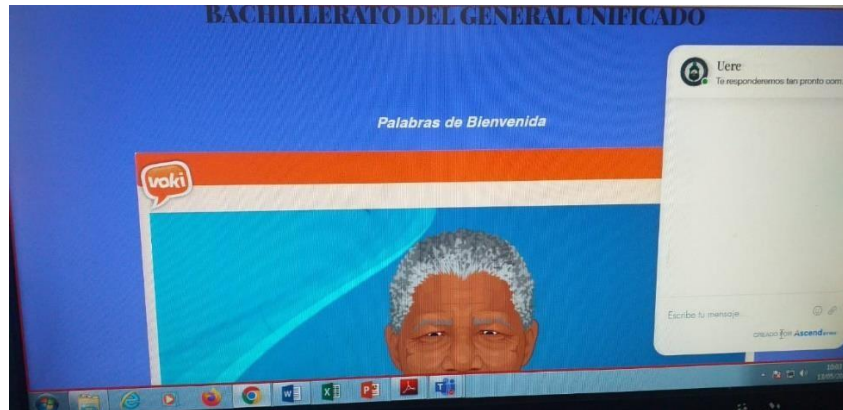 BACHILLERATO DEL GENERAL UNIFICADO
Palabras de Bienvenida
voki
Uere
Te responderemos tan pronto com
Escribe tu mensaje...
CREADO POR Ascend